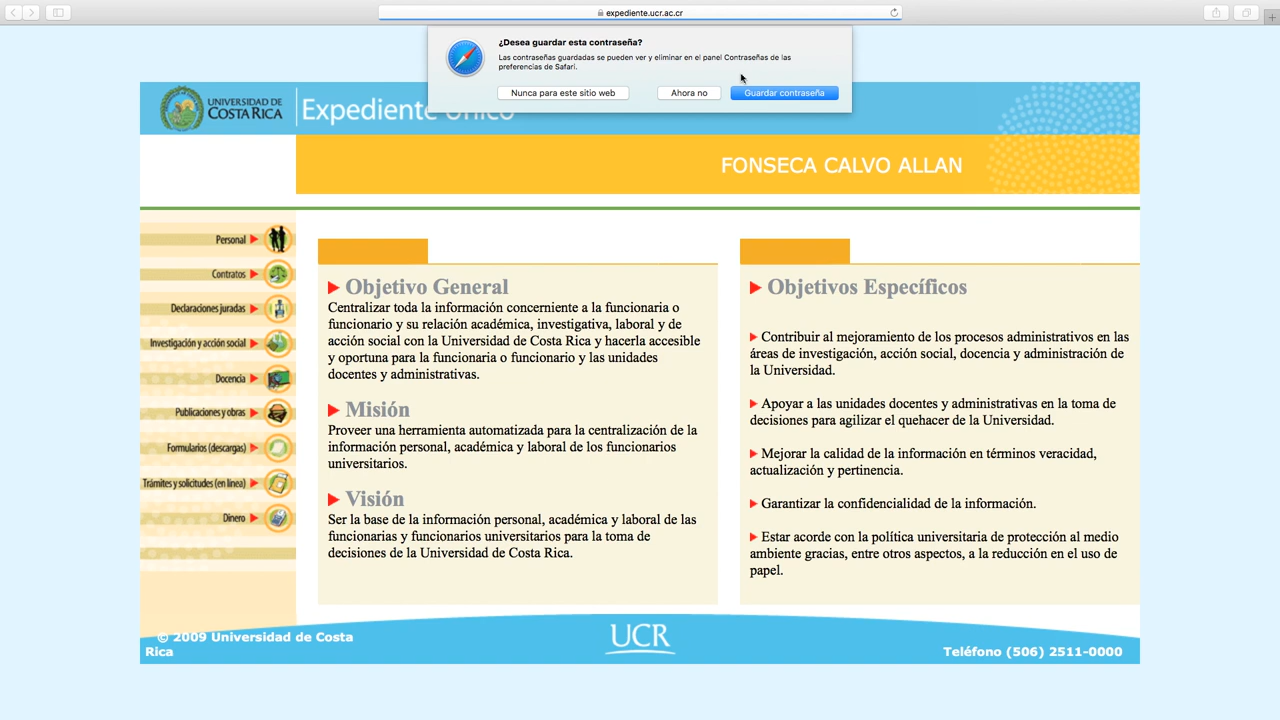 expediente.ucr.ac.cr
¿Desea guardar esta contraseña?
Las contraseñas guardadas se pueden ver y eliminar en el panel Contraseñas de las
preferencias de Safari.
Nunca para este sitio web
Ahora no
Guardar contraseña
UNIVERSIDAD DE
COSTA RICA
Expediente Único
FONSECA CALVO ALLAN
Personal
Contratos
Declaraciones juradas
Investigación y acción social
Docencia
Publicaciones y obras
Formularios (descargas)
Trámites y solicitudes (en línea)
Dinero
Objetivo General
Centralizar toda la información concerniente a la funcionaria o
funcionario y su relación académica, investigativa, laboral y de
acción social con la Universidad de Costa Rica y hacerla accesible
y oportuna para la funcionaria o funcionario y las unidades
docentes y administrativas.
Misión
Proveer una herramienta automatizada para la centralización de la
información personal, académica y laboral de los funcionarios
universitarios.
Visión
Ser la base de la información personal, académica y laboral de las
funcionarias y funcionarios universitarios para la toma de
decisiones de la Universidad de Costa Rica.
Objetivos Específicos
Contribuir al mejoramiento de los procesos administrativos en las
áreas de investigación, acción social, docencia y administración de
la Universidad.
Apoyar a las unidades docentes y administrativas en la toma de
decisiones para agilizar el quehacer de la Universidad.
Mejorar la calidad de la información en términos veracidad,
actualización y pertinencia.
Garantizar la confidencialidad de la información.
Estar acorde con la política universitaria de protección al medio
ambiente gracias, entre otros aspectos, a la reducción en el uso de
papel.
© 2009 Universidad de Costa
Rica
UCR
Teléfono (506) 2511-0000